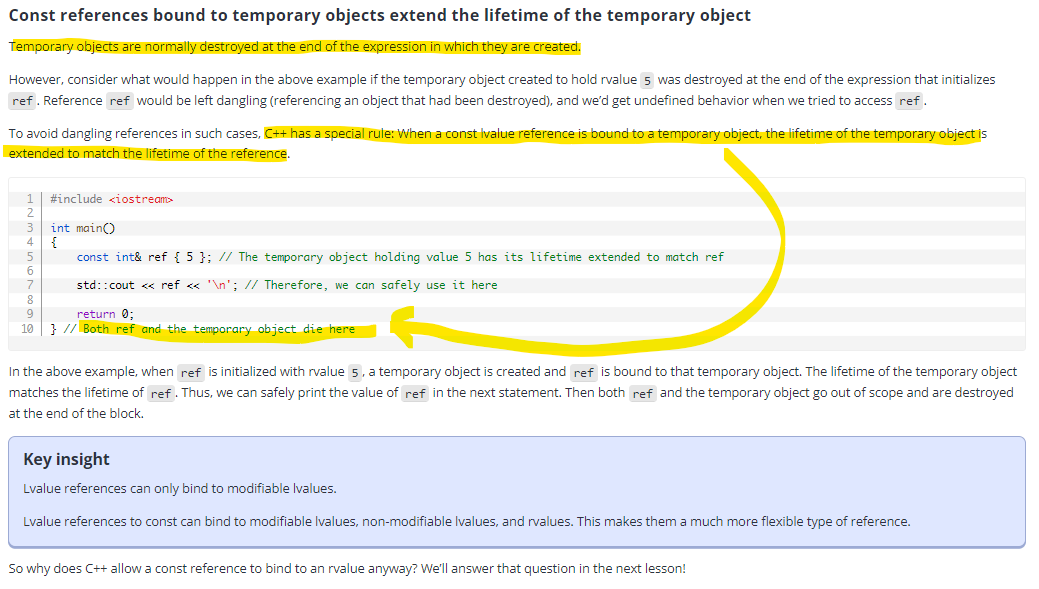 Const references bound to temporary objects extend the lifetime of the temporary object
Temporary objects are normally destroyed at the end of the expression in which they are created.
However, consider what would happen in the above example if the temporary object created to hold rvalue 5 was destroyed at the end of the expression that initializes
ref. Reference ref would be left dangling (referencing an object that had been destroyed), and we'd get undefined behavior when we tried to access ref.
To avoid dangling references in such cases, C++ has a special rule: When a const lvalue reference is bound to a temporary object, the lifetime of the temporary object is
extended to match the lifetime of the reference.
1 #include <iostream>
2
3 int main()
4 {
5     const int& ref { 5 }; // The temporary object holding value 5 has its lifetime extended to match ref
6
7     std::cout << ref << '\n'; // Therefore, we can safely use it here
8
9     return 0;
10 } // Both ref and the temporary object die here
In the above example, when ref is initialized with rvalue 5, a temporary object is created and ref is bound to that temporary object. The lifetime of the temporary object
matches the lifetime of ref. Thus, we can safely print the value of ref in the next statement. Then both ref and the temporary object go out of scope and are destroyed
at the end of the block.
Key insight
Lvalue references can only bind to modifiable lvalues.
Lvalue references to const can bind to modifiable lvalues, non-modifiable lvalues, and rvalues. This makes them a much more flexible type of reference.
So why does C++ allow a const reference to bind to an rvalue anyway? We'll answer that question in the next lesson!